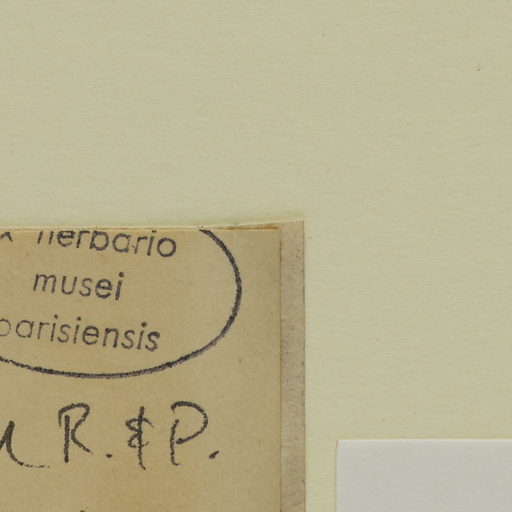 herbario
musei
parisiensis
R. & P.